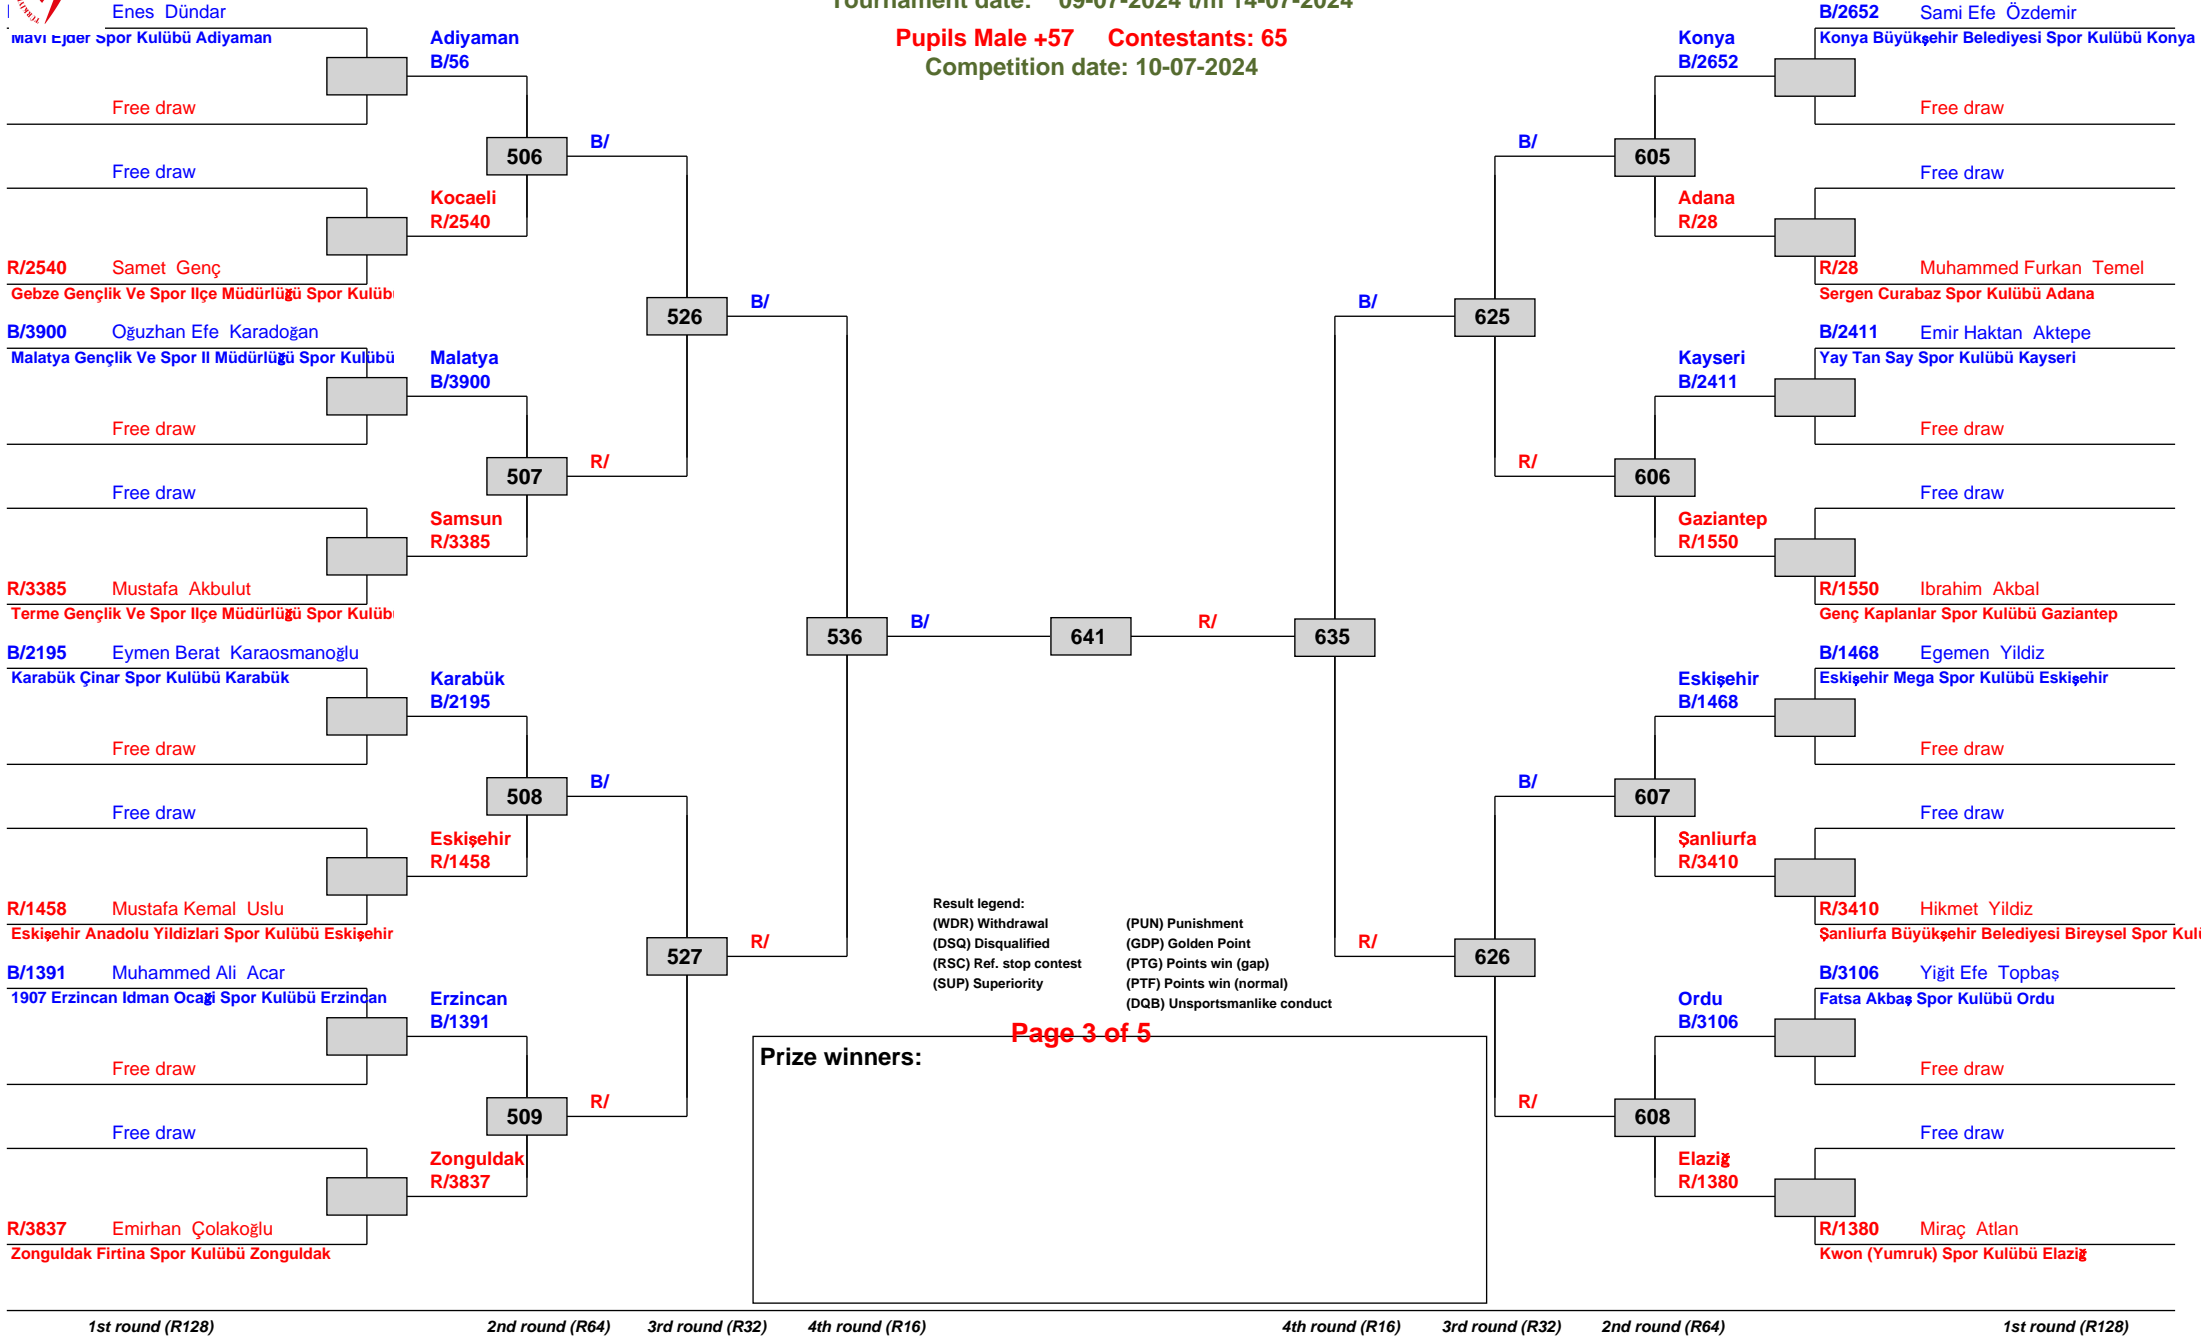 Tournament date: 09-07-2024 t/m 14-07-2024
Pupils Male +57 Contestants: 65
Competition date: 10-07-2024
Enes Dündar
Mavi Ejder Spor Kulübü Adiyaman
Free draw
Free draw
R/2540 Samet Genç
Gebze Gençlik Ve Spor Ilçe Müdürlüğü Spor Kulüb
B/3900 Oğuzhan Efe Karadoğan
Malatya Gençlik Ve Spor Il Müdürlüğü Spor Kulübü
Free draw
Free draw
R/3385 Mustafa Akbulut
Terme Gençlik Ve Spor Ilçe Müdürlüğü Spor Kulüb
B/2195 Eymen Berat Karaosmanoğlu
Karabük Çinar Spor Kulübü Karabük
Free draw
Free draw
R/1458 Mustafa Kemal Uslu
Eskişehir Anadolu Yildizlari Spor Kulübü Eskişehir
B/1391 Muhammed Ali Acar
1907 Erzincan Idman Ocaği Spor Kulübü Erzincan
Free draw
Free draw
R/3837 Emirhan Çolakoğlu
Zonguldak Firtina Spor Kulübü Zonguldak
Adiyaman
B/56
506
Kocaeli
R/2540
Malatya
B/3900
507
Samsun
R/3385
Karabük
B/2195
508
Eskişehir
R/1458
Erzincan
B/1391
509
Zonguldak
R/3837
B/
526
R/
B/
527
R/
B/
536
R/
B/
641
R/
B/
635
R/
B/
625
R/
B/
626
R/
Konya
B/2652
605
Adana
R/28
Kayseri
B/2411
606
Gaziantep
R/1550
Eskişehir
B/1468
607
Şanliurfa
R/3410
Ordu
B/3106
608
Elaziğ
R/1380
B/2652 Sami Efe Özdemir
Konya Büyükşehir Belediyesi Spor Kulübü Konya
Free draw
Free draw
R/28 Muhammed Furkan Temel
Sergen Curabaz Spor Kulübü Adana
B/2411 Emir Haktan Aktepe
Yay Tan Say Spor Kulübü Kayseri
Free draw
Free draw
R/1550 Ibrahim Akbal
Genç Kaplanlar Spor Kulübü Gaziantep
B/1468 Egemen Yildiz
Eskişehir Mega Spor Kulübü Eskişehir
Free draw
Free draw
R/3410 Hikmet Yildiz
Şanliurfa Büyükşehir Belediyesi Bireysel Spor Kul
B/3106 Yiğit Efe Topbaş
Fatsa Akbaş Spor Kulübü Ordu
Free draw
Free draw
R/1380 Miraç Atlan
Kwon (Yumruk) Spor Kulübü Elaziğ
Result legend:
(WDR) Withdrawal (PUN) Punishment
(DSQ) Disqualified (GDP) Golden Point
(RSC) Ref. stop contest (PTG) Points win (gap)
(SUP) Superiority (PTF) Points win (normal)
(DQB) Unsportsmanlike conduct
Page 3 of 5
Prize winners:
1st round (R128) 2nd round (R64) 3rd round (R32) 4th round (R16) 4th round (R16) 3rd round (R32) 2nd round (R64) 1st round (R128)